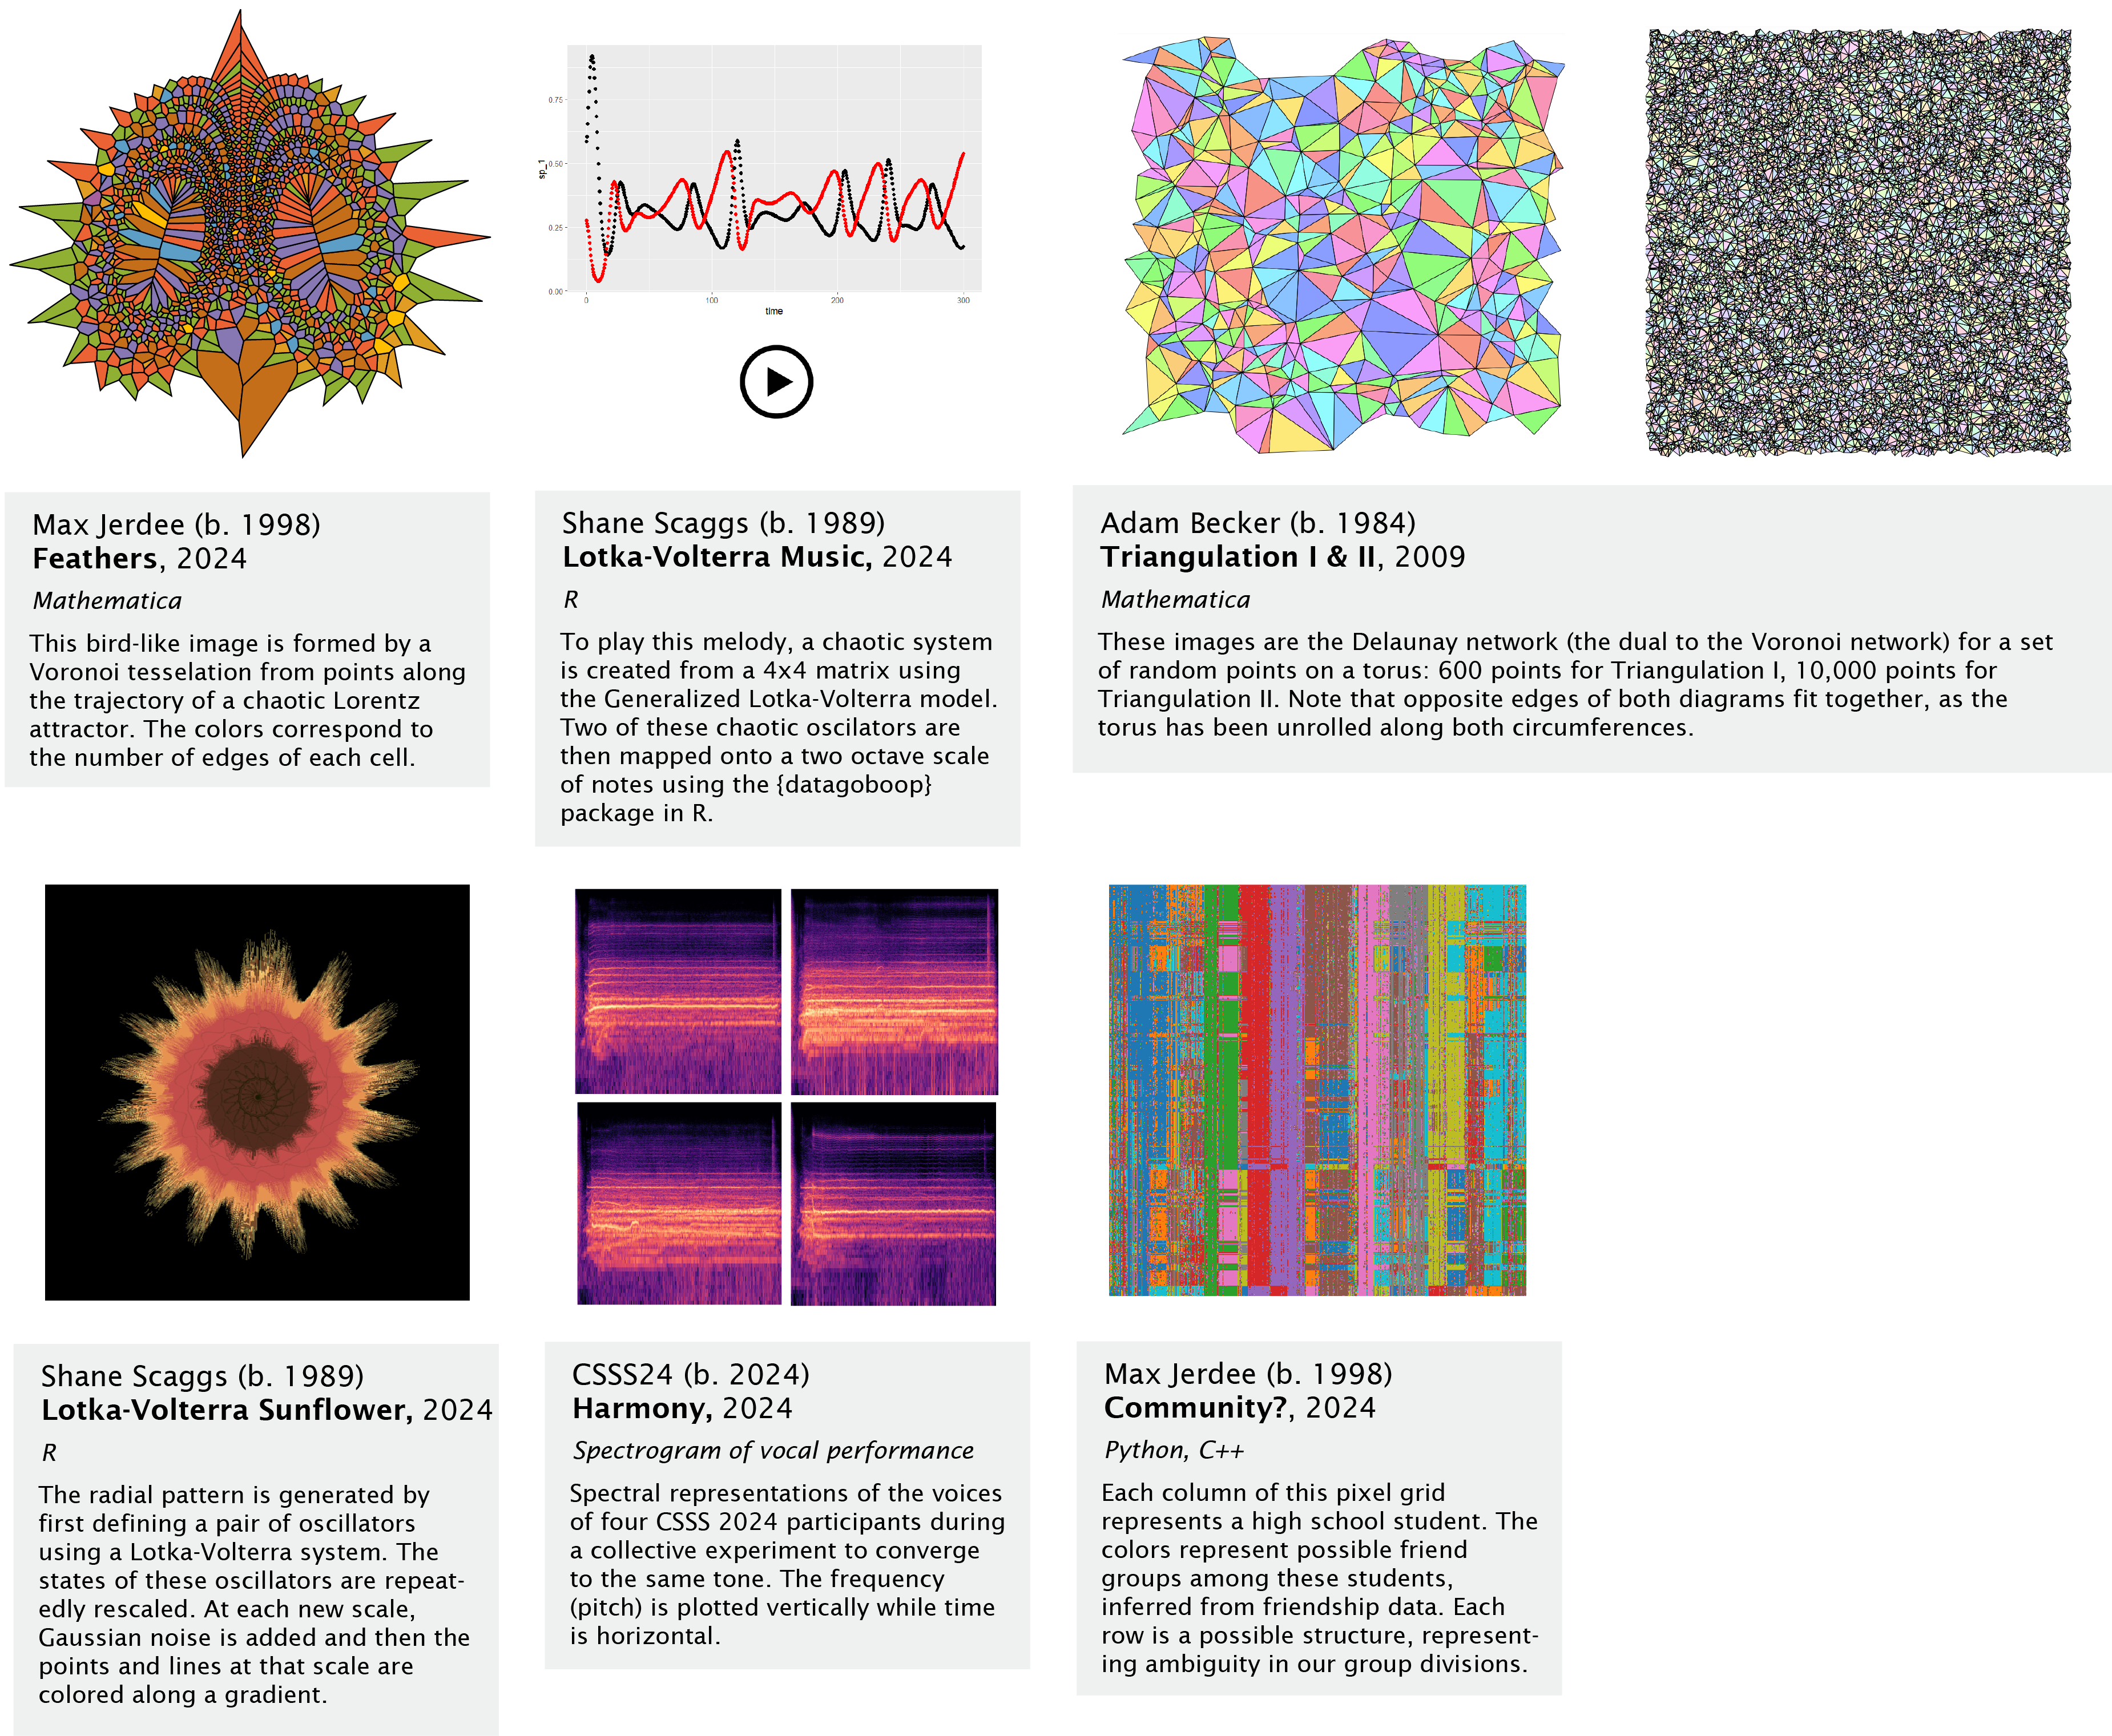 0.75
0.50
0.25
0.00
sp_1
0
100
200
300
time
Max Jerdee (b. 1998)
Feathers, 2024
Mathematica
This bird-like image is formed by a
Voronoi tesselation from points along
the trajectory of a chaotic Lorentz
attractor. The colors correspond to
the number of edges of each cell.
Shane Scaggs (b. 1989)
Lotka-Volterra Music, 2024
R
To play this melody, a chaotic system
is created from a 4x4 matrix using
the Generalized Lotka-Volterra model.
Two of these chaotic oscilators are
then mapped onto a two octave scale
of notes using the {datagoboop}
package in R.
Adam Becker (b. 1984)
Triangulation I & II, 2009
Mathematica
These images are the Delaunay network (the dual to the Voronoi network) for a set
of random points on a torus: 600 points for Triangulation I, 10,000 points for
Triangulation II. Note that opposite edges of both diagrams fit together, as the
torus has been unrolled along both circumferences.
Shane Scaggs (b. 1989)
Lotka-Volterra Sunflower, 2024
R
The radial pattern is generated by
first defining a pair of oscillators
using a Lotka-Volterra system. The
states of these oscillators are repeat-
edly rescaled. At each new scale,
Gaussian noise is added and then the
points and lines at that scale are
colored along a gradient.
CSSS24 (b. 2024)
Harmony, 2024
Spectrogram of vocal performance
Spectral representations of the voices
of four CSSS 2024 participants during
a collective experiment to converge
to the same tone. The frequency
(pitch) is plotted vertically while time
is horizontal.
Max Jerdee (b. 1998)
Community?, 2024
Python, C++
Each column of this pixel grid
represents a high school student. The
colors represent possible friend
groups among these students,
inferred from friendship data. Each
row is a possible structure, represent-
ing ambiguity in our group divisions.